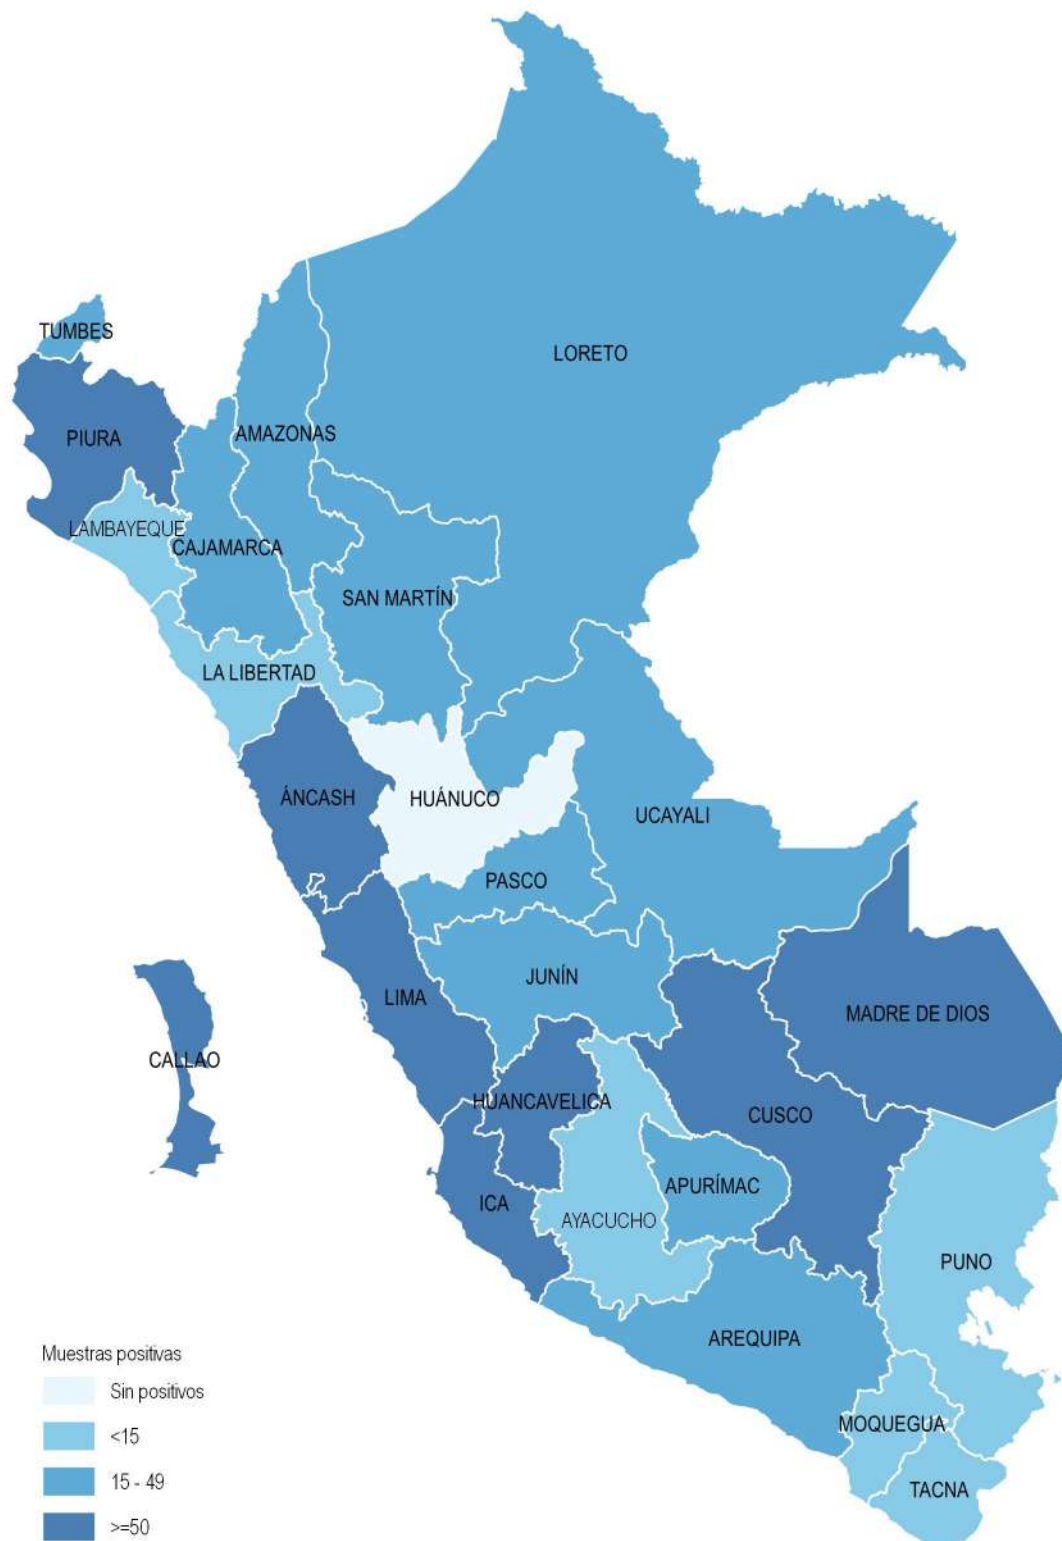 TUMBES
LORETO
PIURA
AMAZONAS
LAMBAYEQUE
CAJAMARCA
SAN MARTÍN
LA LIBERTAD
ÁNCASH
HUÁNUCO
UCAYALI
PASCO
JUNÍN
LIMA
MADRE DE DIOS
CALLAO
HUANCAVELICA
CUSCO
APURÍMAC
ICA
AYACUCHO
PUNO
AREQUIPA
MOQUEGUA
TACNA
Muestras positivas
Sin positivos
<15
15 - 49
>=50